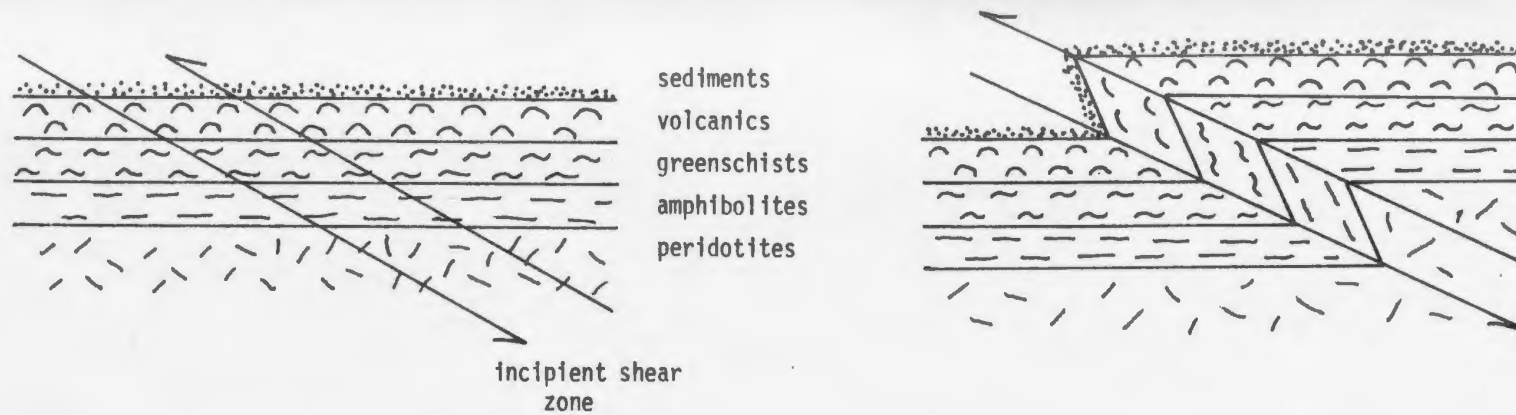 sediments
volcanics
greenschists
amphibolites
peridotites
incipient shear
zone